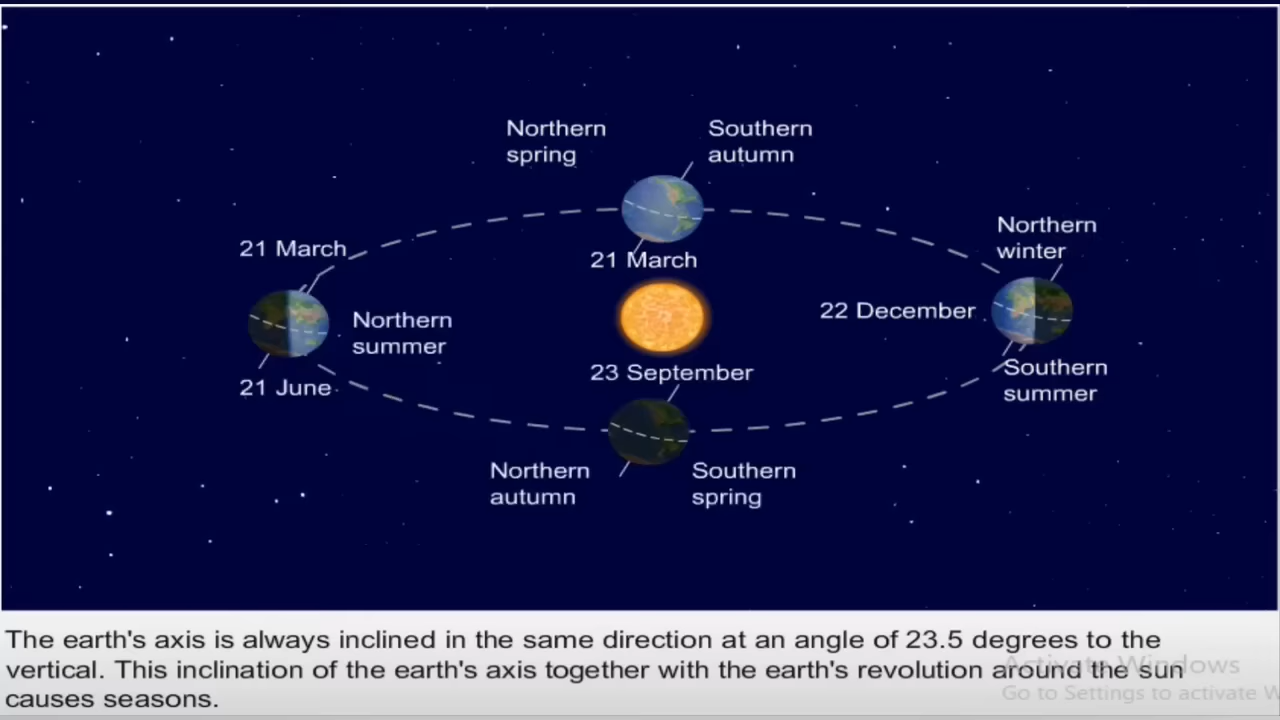 Northern
spring
Southern
autumn
21 March
21 March
Northern
winter
22 December
Northern
summer
21 June
23 September
Southern
summer
Northern
autumn
Southern
spring
The earth's axis is always inclined in the same direction at an angle of 23.5 degrees to the
vertical. This inclination of the earth's axis together with the earth's revolution around the sun
causes seasons.
Activate Windows
Go to Settings to activate W